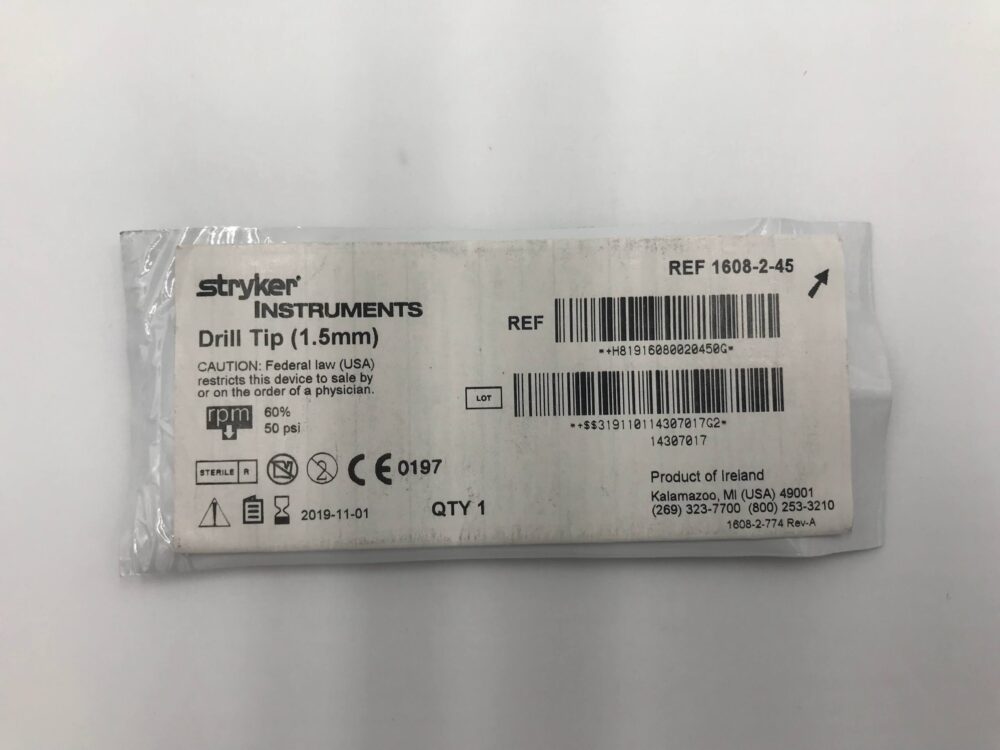 stryker
INSTRUMENTS
Drill Tip (1.5mm)
CAUTION: Federal law (USA)
restricts this device to sale by
or on the order of a physician.
rpm
60%
50 psi
STERILE R
2
CE 0197
2019-11-01
QTY 1
REF 1608-2-45
REF
*+H81916080020450G*
LOT
*+$$319110114307017G2*
14307017
Product of Ireland
Kalamazoo, MI (USA) 49001
(269) 323-7700 (800) 253-3210
1608-2-774 Rev-A